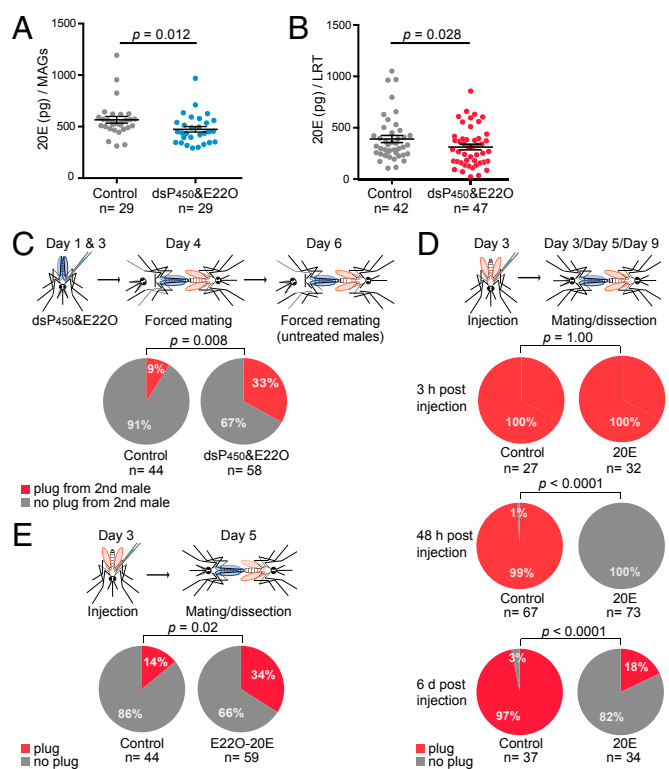 A
p = 0.012
20E (pg) / MAGs
1500
1000
500
0
Control
n= 29
dsP450&E22O
n= 29
B
p = 0.028
20E (pg) / LRT
1500
1000
500
0
Control
n= 42
dsP450&E22O
n= 47
C
Day 1 & 3
Day 4
Day 6
dsP450&E22O
Forced mating
Forced remating
(untreated males)
p = 0.008
9%
91%
33%
67%
Control
n= 44
dsP450&E22O
n= 58
plug from 2nd male
no plug from 2nd male
D
Day 3
Day 3/Day 5/Day 9
Injection
Mating/dissection
p = 1.00
3 h post
injection
100%
100%
Control
n= 27
20E
n= 32
p < 0.0001
48 h post
injection
1%
99%
100%
Control
n= 67
20E
n= 73
p < 0.0001
6 d post
injection
3%
97%
18%
82%
Control
n= 37
20E
n= 34
plug
no plug
E
Day 3
Day 5
Injection
Mating/dissection
p = 0.02
14%
86%
34%
66%
Control
n= 44
E22O-20E
n= 59
plug
no plug